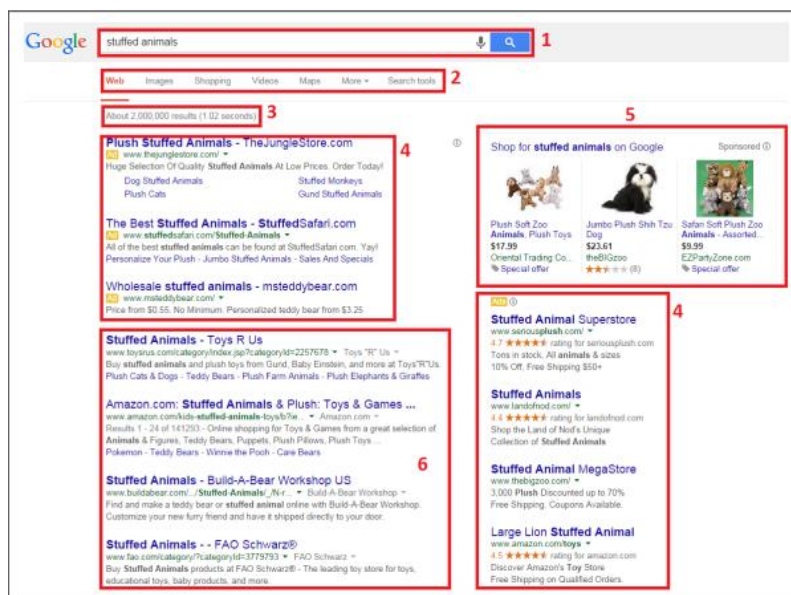 Google
stuffed animals
1
Web Images Shopping Videos Maps More Search tools
2
About 2,000,000 results (1.02 seconds)
3
Plush Stuffed Animals - TheJungleStore.com
Ad www.thejunglestore.com/
Huge Selection Of Quality Stuffed Animals At Low Prices. Order Today!
Dog Stuffed Animals Stuffed Monkeys
Plush Cats Gund Stuffed Animals
4
The Best Stuffed Animals - StuffedSafari.com
Ad www.stuffedsafari.com/Stuffed-Animals
All of the best stuffed animals can be found at StuffedSafari.com. Yay!
Personalize Your Plush - Jumbo Stuffed Animals - Sales And Specials
Wholesale stuffed animals - msteddybear.com
Ad www.msteddybear.com/
Price from $0.55. No Minimum. Personalized teddy bear from $3.25
Stuffed Animals - Toys R Us
www.toysrus.com/category/index.jsp?categoryId=2257678 Toys "R" Us
Buy stuffed animals and plush toys from Gund, Baby Einstein, and more at Toys"R"Us.
Plush Cats & Dogs - Teddy Bears - Plush Farm Animals - Plush Elephants & Giraffes
Amazon.com: Stuffed Animals & Plush: Toys & Games ...
www.amazon.com/kids-stuffed-animals-toys/b?ie... Amazon.com
Results 1 - 24 of 141293 - Online shopping for Toys & Games from a great selection of
Animals & Figures, Teddy Bears, Puppets, Plush Pillows, Plush Toys ...
Pokemon - Teddy Bears - Winnie the Pooh - Care Bears
6
Stuffed Animals - Build-A-Bear Workshop US
www.buildabear.com/.../Stuffed-Animals/_/N-r... Build-A-Bear Workshop
Find and make a teddy bear or stuffed animal online with Build-A-Bear Workshop.
Customize your new furry friend and have it shipped directly to your door.
Stuffed Animals - - FAO Schwarz®
www.fao.com/category/?categoryId=3779793 FAO Schwarz
Buy Stuffed Animals products at FAO Schwarz® - The leading toy store for toys,
educational toys, baby products, and more.
5
Shop for stuffed animals on Google Sponsored
Plush Soft Zoo Jumbo Plush Shih Tzu Safari Soft Plush Zoo
Animals, Plush Toys Dog Animals - Assorted...
$17.99 $23.61 $9.99
Oriental Trading Co... theBIGzoo EZPartyZone.com
Special offer (8) Special offer
Ads
4
Stuffed Animal Superstore
www.seriousplush.com/
4.7 rating for seriousplush.com
Tons in stock, All animals & sizes
10% Off, Free Shipping $50+
Stuffed Animals
www.landofnod.com/
4.4 rating for landofnod.com
Shop the Land of Nod's Unique
Collection of Stuffed Animals
Stuffed Animal MegaStore
www.thebigzoo.com/
3,000 Plush Discounted up to 70%
Free Shipping. Coupons Available.
Large Lion Stuffed Animal
www.amazon.com/toys
4.5 rating for amazon.com
Discover Amazon's Toy Store
Free Shipping on Qualified Orders.